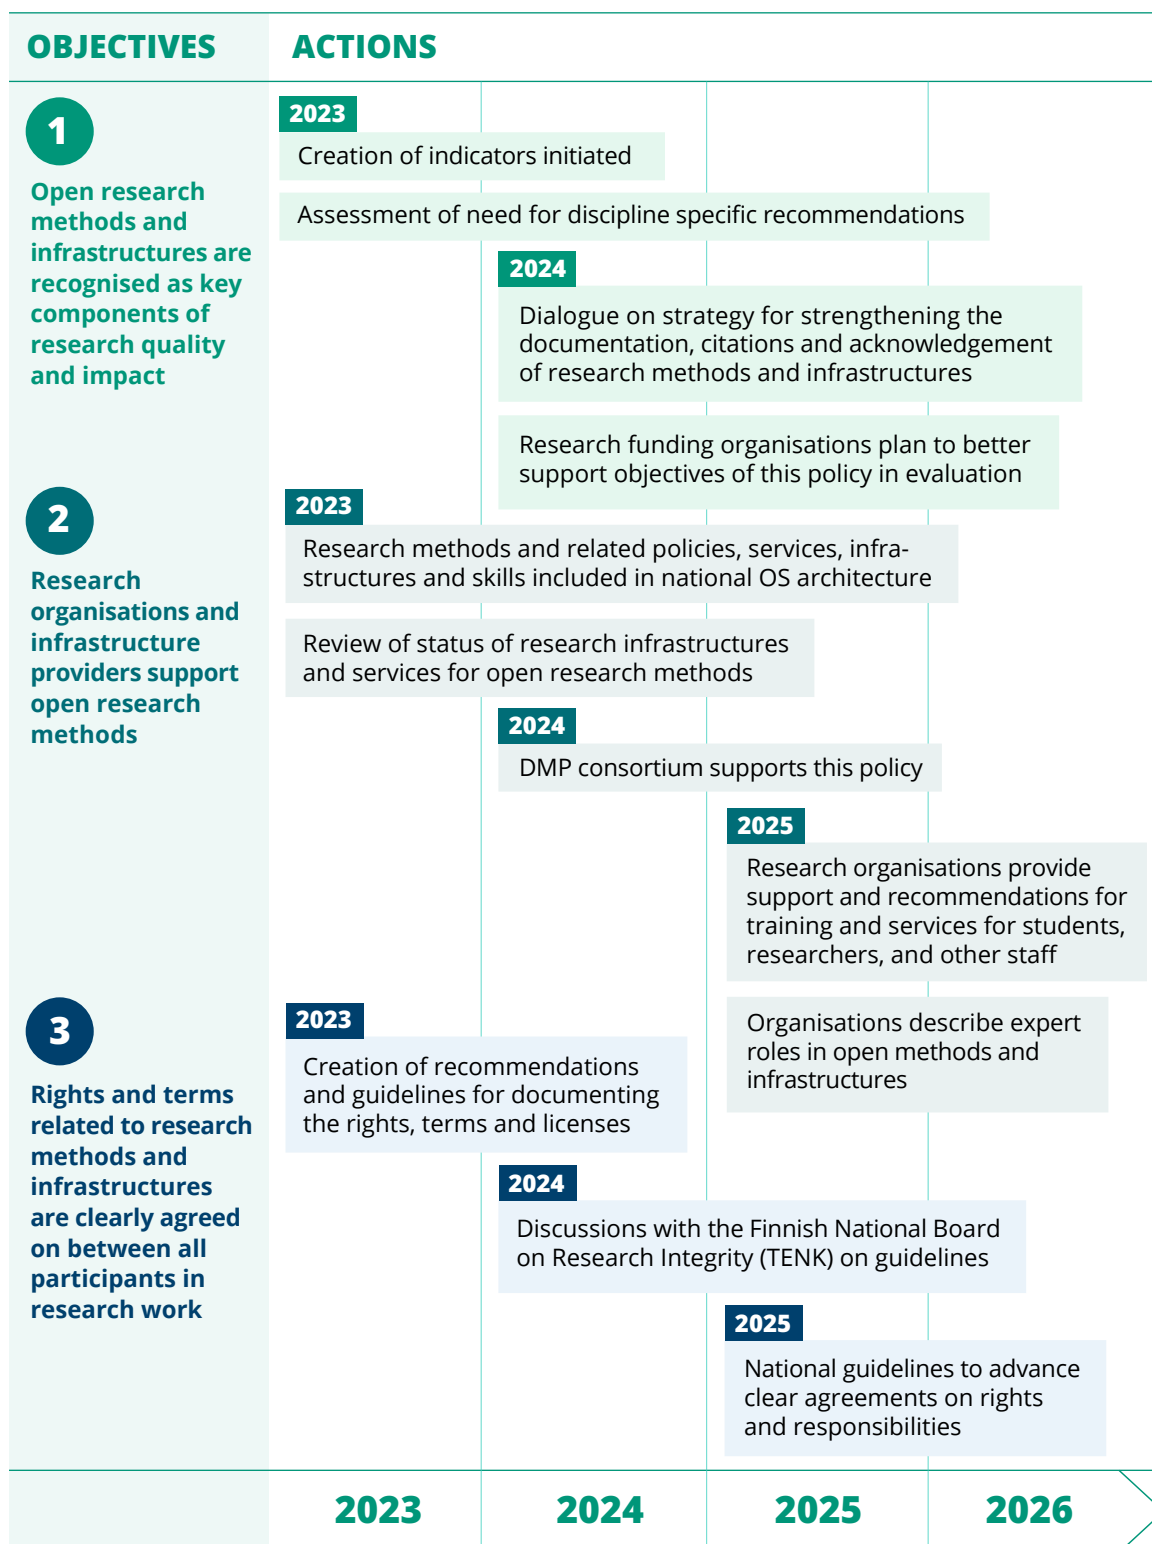 OBJECTIVES
ACTIONS
1
Open research
methods and
infrastructures are
recognised as key
components of
research quality
and impact
2023
Creation of indicators initiated
Assessment of need for discipline specific recommendations
2024
Dialogue on strategy for strengthening the
documentation, citations and acknowledgement
of research methods and infrastructures
Research funding organisations plan to better
support objectives of this policy in evaluation
2
Research
organisations and
infrastructure
providers support
open research
methods
2023
Research methods and related policies, services, infra-
structures and skills included in national OS architecture
Review of status of research infrastructures
and services for open research methods
2024
DMP consortium supports this policy
2025
Research organisations provide
support and recommendations for
training and services for students,
researchers, and other staff
Organisations describe expert
roles in open methods and
infrastructures
3
Rights and terms
related to research
methods and
infrastructures
are clearly agreed
on between all
participants in
research work
2023
Creation of recommendations
and guidelines for documenting
the rights, terms and licenses
2024
Discussions with the Finnish National Board
on Research Integrity (TENK) on guidelines
2025
National guidelines to advance
clear agreements on rights
and responsibilities
2023
2024
2025
2026